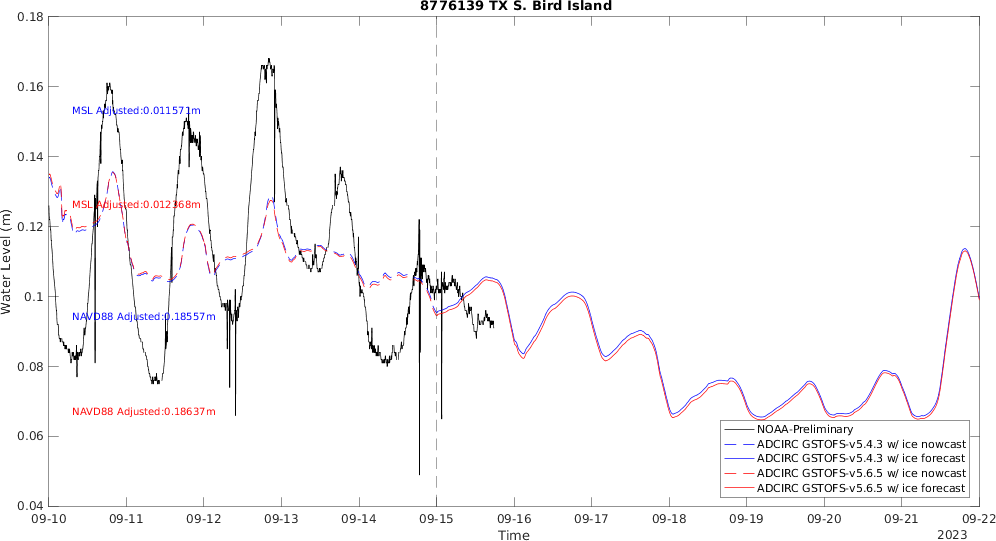 8776139 TX S. Bird Island
0.18
0.16
MSL Adjusted:0.011571m
0.14
MSL Adjusted:0.012368m
0.12
Water Level (m)
0.1
NAVD88 Adjusted:0.18557m
0.08
NAVD88 Adjusted:0.18637m
0.06
0.04
NOAA-Preliminary
ADCIRC GSTOFS-v5.4.3 w/ ice nowcast
ADCIRC GSTOFS-v5.4.3 w/ ice forecast
ADCIRC GSTOFS-v5.6.5 w/ ice nowcast
ADCIRC GSTOFS-v5.6.5 w/ ice forecast
09-10 09-11 09-12 09-13 09-14 09-15 09-16 09-17 09-18 09-19 09-20 09-21 09-22
Time
2023